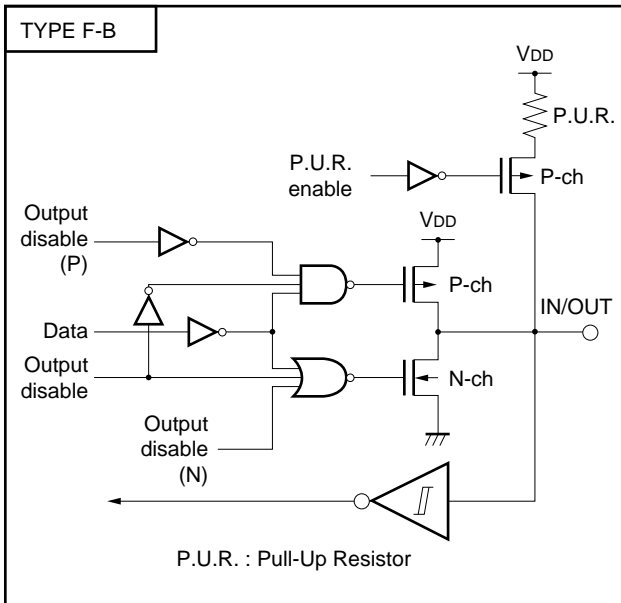 TYPE F-B
VDD
P.U.R.
P.U.R.
enable
P-ch
Output
disable
(P)
VDD
P-ch
IN/OUT
Data
Output
disable
N-ch
Output
disable
(N)
P.U.R. : Pull-Up Resistor